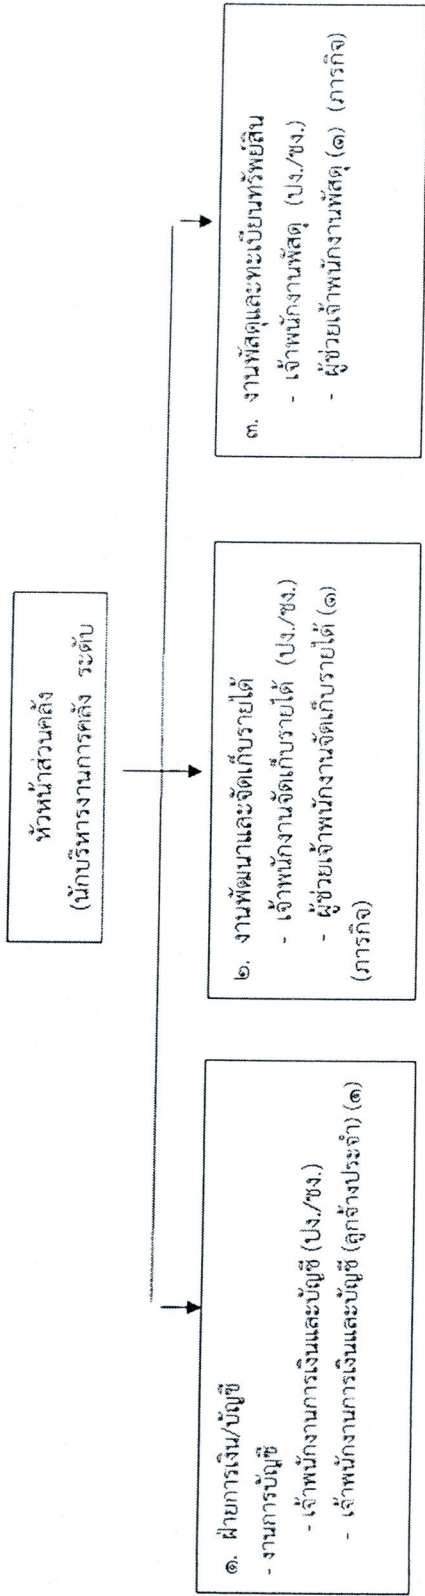 หัวหน้าส่วนคลัง
(นักบริหารงานการคลัง ระดับ
๑. ฝ่ายการเงิน/บัญชี
- งานการบัญชี
- เจ้าพนักงานการเงินและบัญชี (ปง./ชง.)
- เจ้าพนักงานการเงินและบัญชี (ลูกจ้างประจำ) (๑)
๒. งานพัฒนาและจัดเก็บรายได้
- เจ้าพนักงานจัดเก็บรายได้ (ปง./ชง.)
- ผู้ช่วยเจ้าพนักงานจัดเก็บรายได้ (๑)
(ภารกิจ)
๓. งานพัสดุและทะเบียนทรัพย์สิน
- เจ้าพนักงานพัสดุ (ปง./ชง.)
- ผู้ช่วยเจ้าพนักงานพัสดุ (๑) (ภารกิจ)